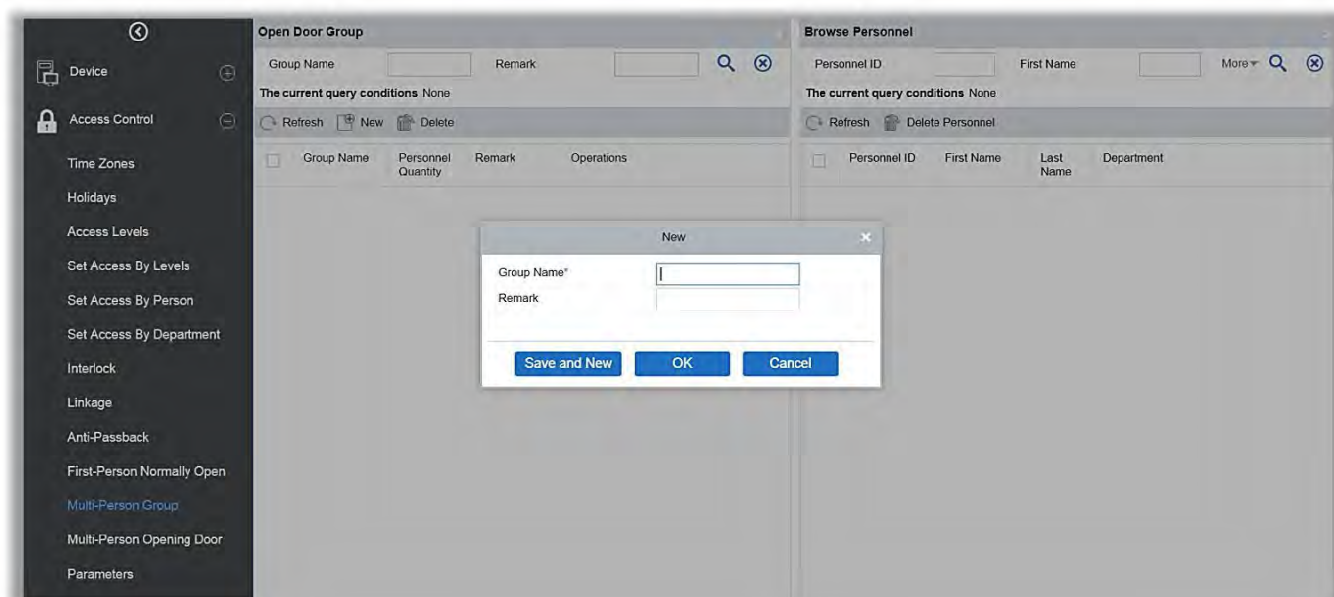 Device
Access Control
Time Zones
Holidays
Access Levels
Set Access By Levels
Set Access By Person
Set Access By Department
Interlock
Linkage
Anti-Passback
First-Person Normally Open
Multi-Person Group
Multi-Person Opening Door
Parameters
Open Door Group
Group Name Remark
The current query conditions None
Refresh New Delete
Group Name Personnel Quantity Remark Operations
Browse Personnel
Personnel ID First Name More
The current query conditions None
Refresh Delete Personnel
Personnel ID First Name Last Name Department
New
Group Name*
Remark
Save and New OK Cancel